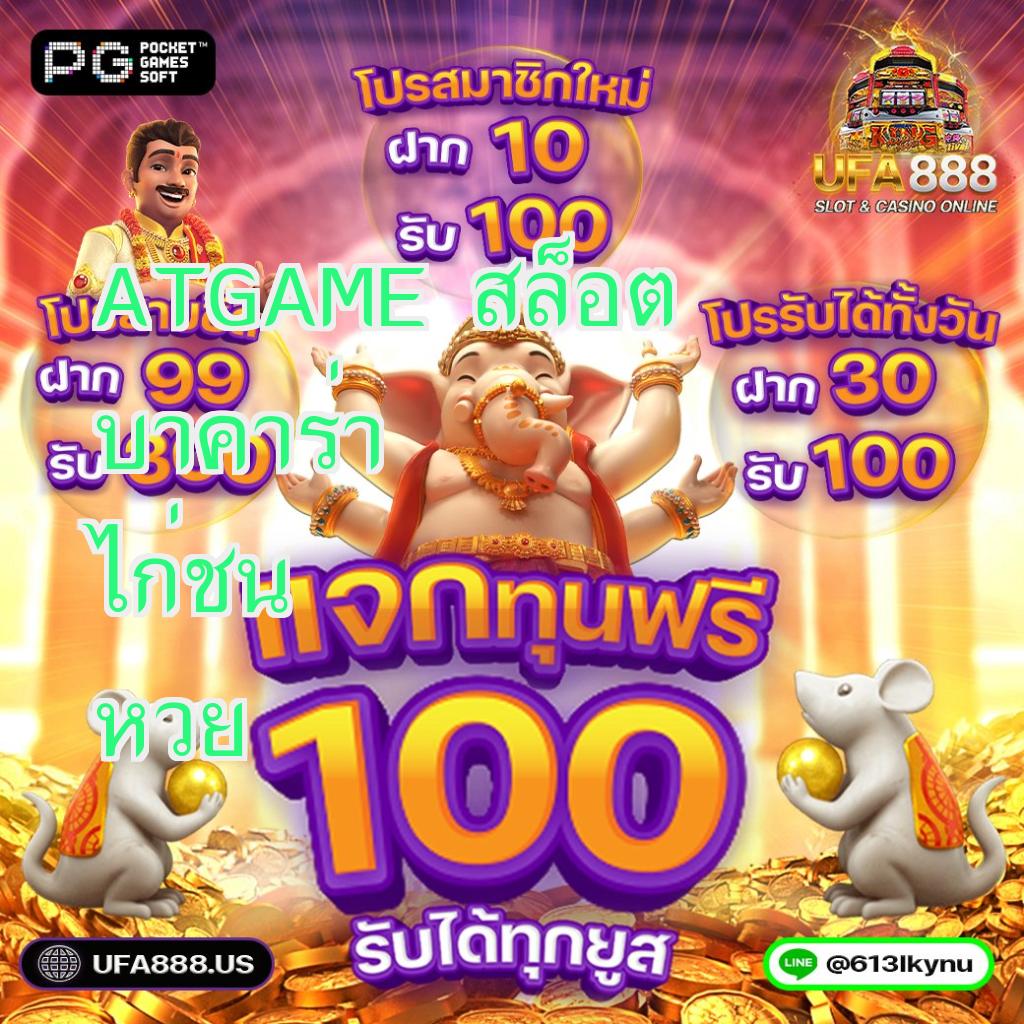 PG POCKET GAMES SOFT™
UFA888
SLOT & CASINO ONLINE
โปรสมาชิกใหม่
ฝาก 10
รับ 100
ATGAME สล็อต
บาคาร่า
ไก่ชน
หวย
ฝาก 99
รับ 300
โปรรับได้ทั้งวัน
ฝาก 30
รับ 100
แจกทุนฟรี
100
รับได้ทุกยูส
UFA888.US
LINE @613lkynu